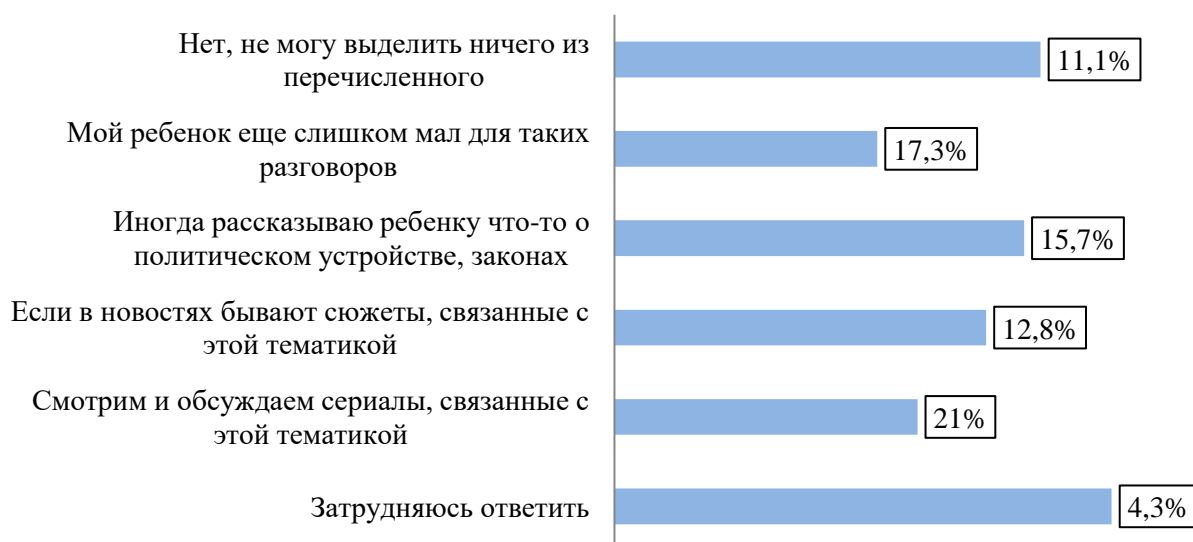 Нет, не могу выделить ничего из
перечисленного
11,1%
Мой ребенок еще слишком мал для таких
разговоров
17,3%
Иногда рассказываю ребенку что-то о
политическом устройстве, законах
15,7%
Если в новостях бывают сюжеты, связанные с
этой тематикой
12,8%
Смотрим и обсуждаем сериалы, связанные с
этой тематикой
21%
Затрудняюсь ответить
4,3%